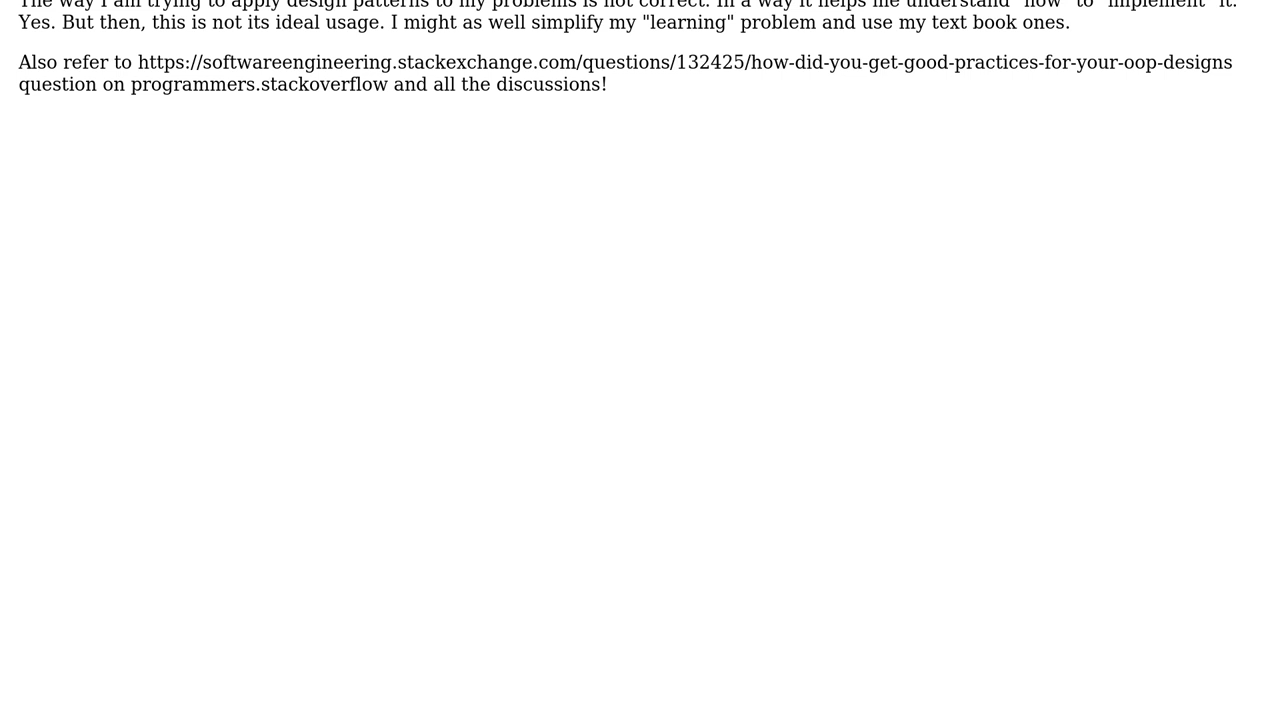 The way I am trying to apply design patterns to my problems is not correct. In a way it helps me understand "how" to "implement" it.
Yes. But then, this is not its ideal usage. I might as well simplify my "learning" problem and use my text book ones.
Also refer to https://softwareengineering.stackexchange.com/questions/132425/how-did-you-get-good-practices-for-your-oop-designs
question on programmers.stackoverflow and all the discussions!